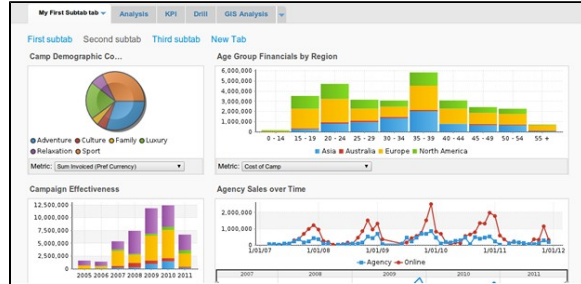 My First Subtab tab Analysis KPI Drill GIS Analysis
First subtab Second subtab Third subtab New Tab
Camp Demographic Co...
Adventure Culture Family Luxury
Relaxation Sport
Metric: Sum Invoiced (Pref Currency)
Age Group Financials by Region
6,000,000
5,000,000
4,000,000
3,000,000
2,000,000
1,000,000
0
0 - 14 15 - 19 20 - 24 25 - 29 30 - 34 35 - 39 40 - 44 45 - 49 50 - 54 55 +
Asia Australia Europe North America
Metric: Cost of Camp
Campaign Effectiveness
12,500,000
10,000,000
7,500,000
5,000,000
2,500,000
0
2005 2006 2007 2008 2009 2010 2011
Agency Sales over Time
2,000,000
1,000,000
0
1/01/07 1/01/08 1/01/09 1/01/10 1/01/11 1/01/12
Agency Online
2007 2008 2009 2010 2011